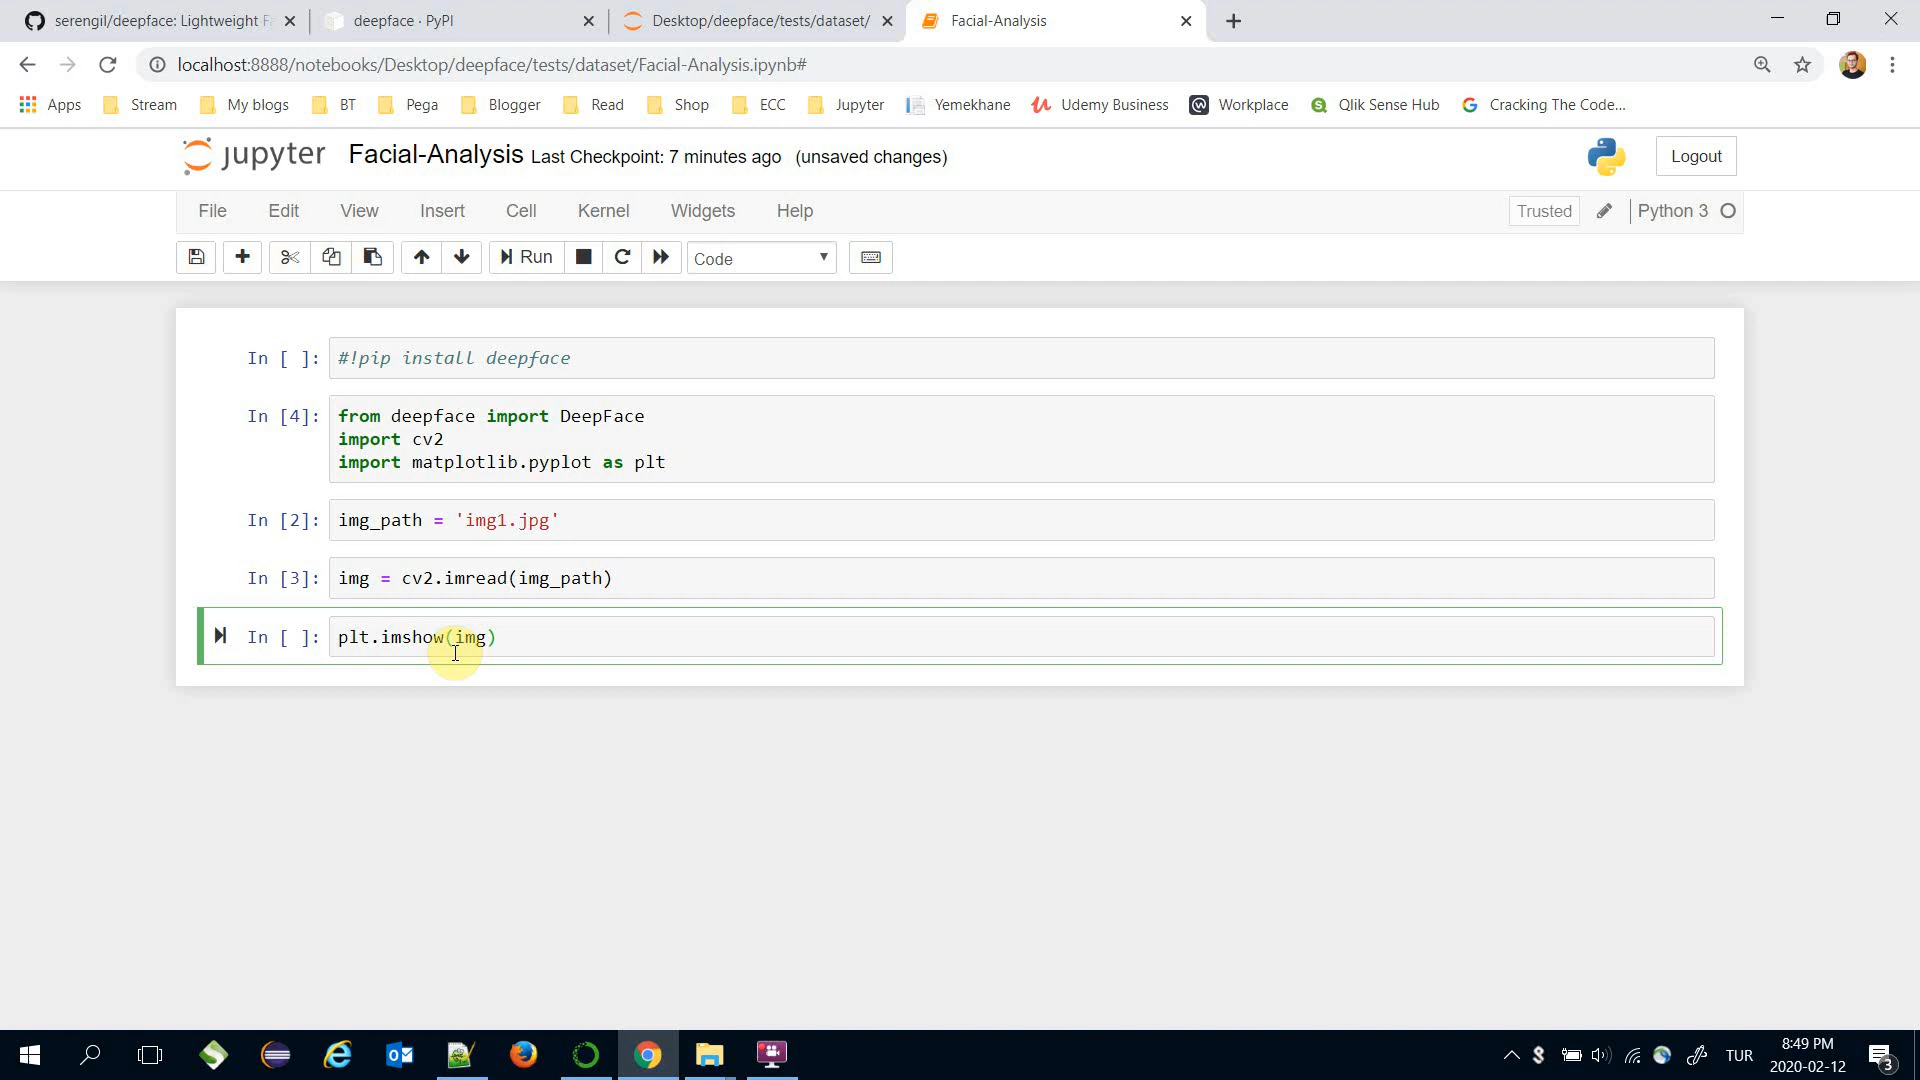 serengil/deepface: Lightweight F
deepface · PyPI
Desktop/deepface/tests/dataset/
Facial-Analysis
localhost:8888/notebooks/Desktop/deepface/tests/dataset/Facial-Analysis.ipynb#
Apps Stream My blogs BT Pega Blogger Read Shop ECC Jupyter Yemekhane Udemy Business Workplace Qlik Sense Hub Cracking The Code...
jupyter Facial-Analysis Last Checkpoint: 7 minutes ago (unsaved changes)
Logout
File Edit View Insert Cell Kernel Widgets Help
Trusted Python 3
Run Code
In [ ]: #!pip install deepface
In [4]: from deepface import DeepFace
import cv2
import matplotlib.pyplot as plt
In [2]: img_path = 'img1.jpg'
In [3]: img = cv2.imread(img_path)
In [ ]: plt.imshow(img)
TUR
8:49 PM
2020-02-12
3